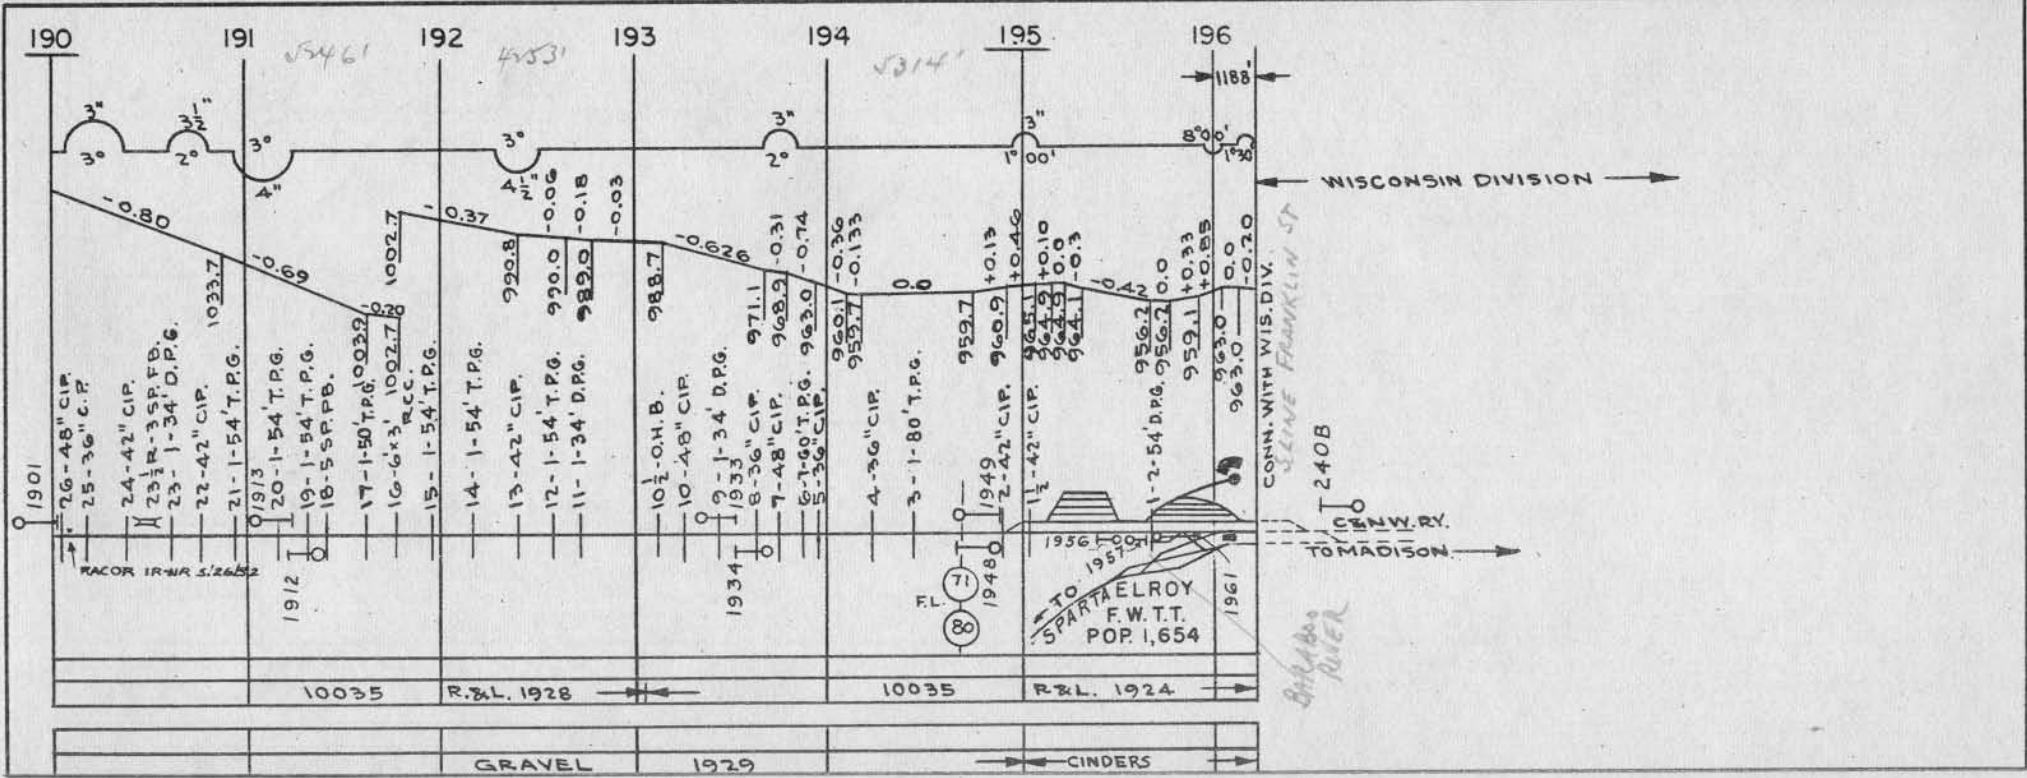 190 191 192 193 194 195 196
5314'
1188'
3" 3½" 3° 3° 3" 3" 8°00'
3° 2° 4" 4½" 2° 1°00' 1°30'
WISCONSIN DIVISION
-0.80 -0.69 -0.20 -0.37 -0.06 -0.18 -0.03 -0.626 -0.31 -0.74 -0.36 -0.133 0.0 +0.13 +0.46 +0.10 0.0 -0.3 0.0 +0.33 +0.85 0.0 -0.20
1033.7 1003.9 1002.7 1002.7 990.8 990.0 989.0 988.7 971.1 968.9 963.0 960.1 959.7 959.7 960.9 965.1 964.9 964.9 964.1 956.2 956.2 959.1 963.0 963.0
1901
26-48" CIP.
25-36" C.P.
24-42" CIP.
23½R-3 SP. FB.
23-1-34' D.P.G.
22-42" CIP.
21-1-54' T.P.G.
1913
20-1-54' T.P.G.
19-1-54' T.P.G.
18-5 SP. PB.
17-1-50' T.P.G.
16-6'x3' R.C.C.
15-1-54' T.P.G.
14-1-54' T.P.G.
13-42" CIP.
12-1-54' T.P.G.
11-1-34' D.P.G.
10½-O.H.B.
10-48" CIP.
9-1-34' D.P.G.
1933
8-36" CIP.
7-48" CIP.
6-1-60' T.P.G.
5-36" CIP.
4-36" CIP.
3-1-80' T.P.G.
1949
2-42" CIP.
1½-42" CIP.
1-2-54' D.P.G.
CONN. WITH WIS. DIV.
FRANKLIN ST
240B
C&NW. RY.
TO MADISON
RACOR
1912
1934
1948
F.L. 71
80
1956
1957
1961
TO SPARTA
ELROY
F.W.T.T.
POP. 1,654
BARABOO
RIVER
10035 R.&L. 1928 10035 R&L. 1924
GRAVEL 1929 CINDERS